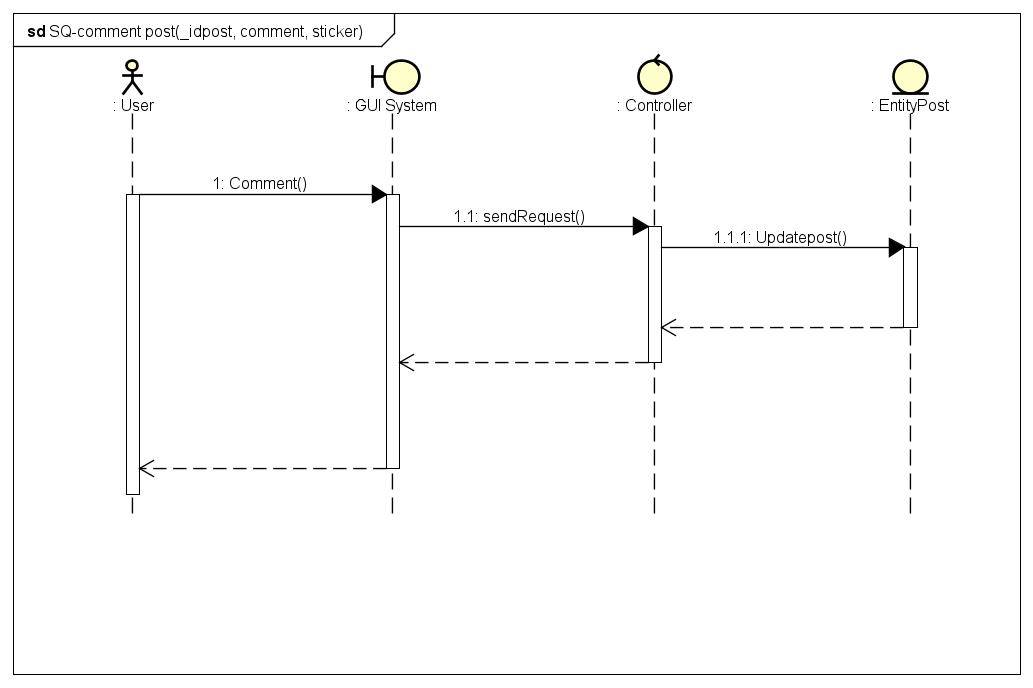 sd SQ-comment post(_idpost, comment, sticker)
: User
: GUI System
: Controller
: EntityPost
1: Comment()
1.1: sendRequest()
1.1.1: Updatepost()